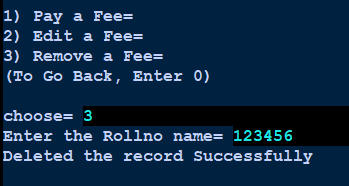 1) Pay a Fee=
2) Edit a Fee=
3) Remove a Fee=
(To Go Back, Enter 0)
choose= 3
Enter the Rollno name= 123456
Deleted the record Successfully